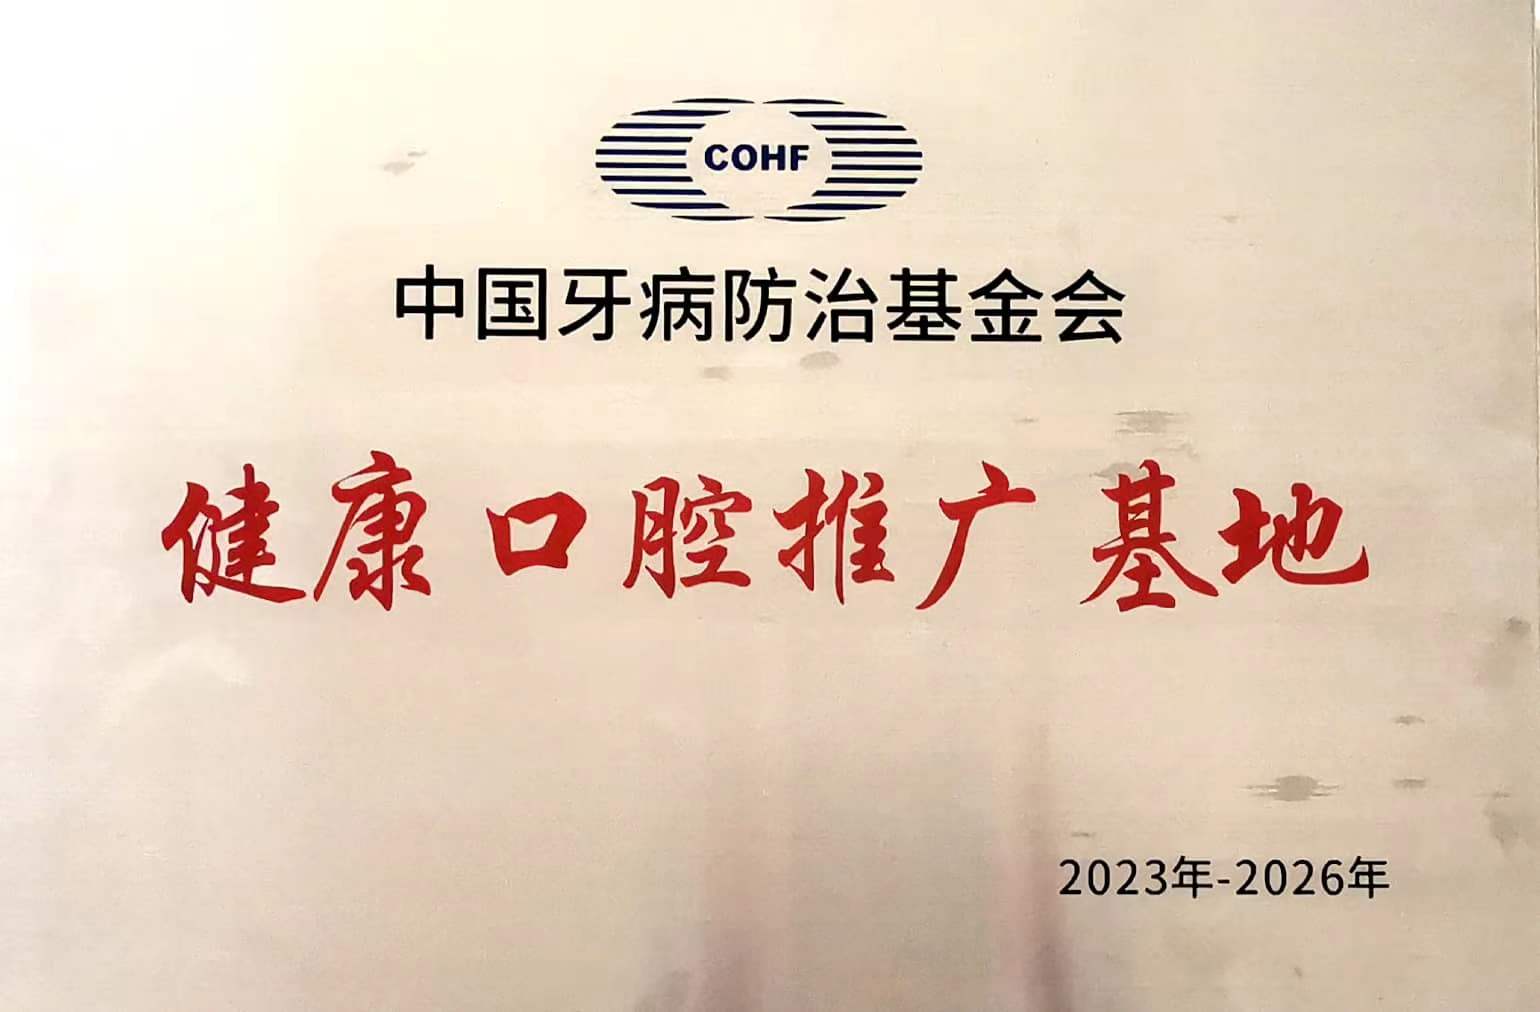 COHF
中国牙病防治基金会
健康口腔推广基地
2023年-2026年